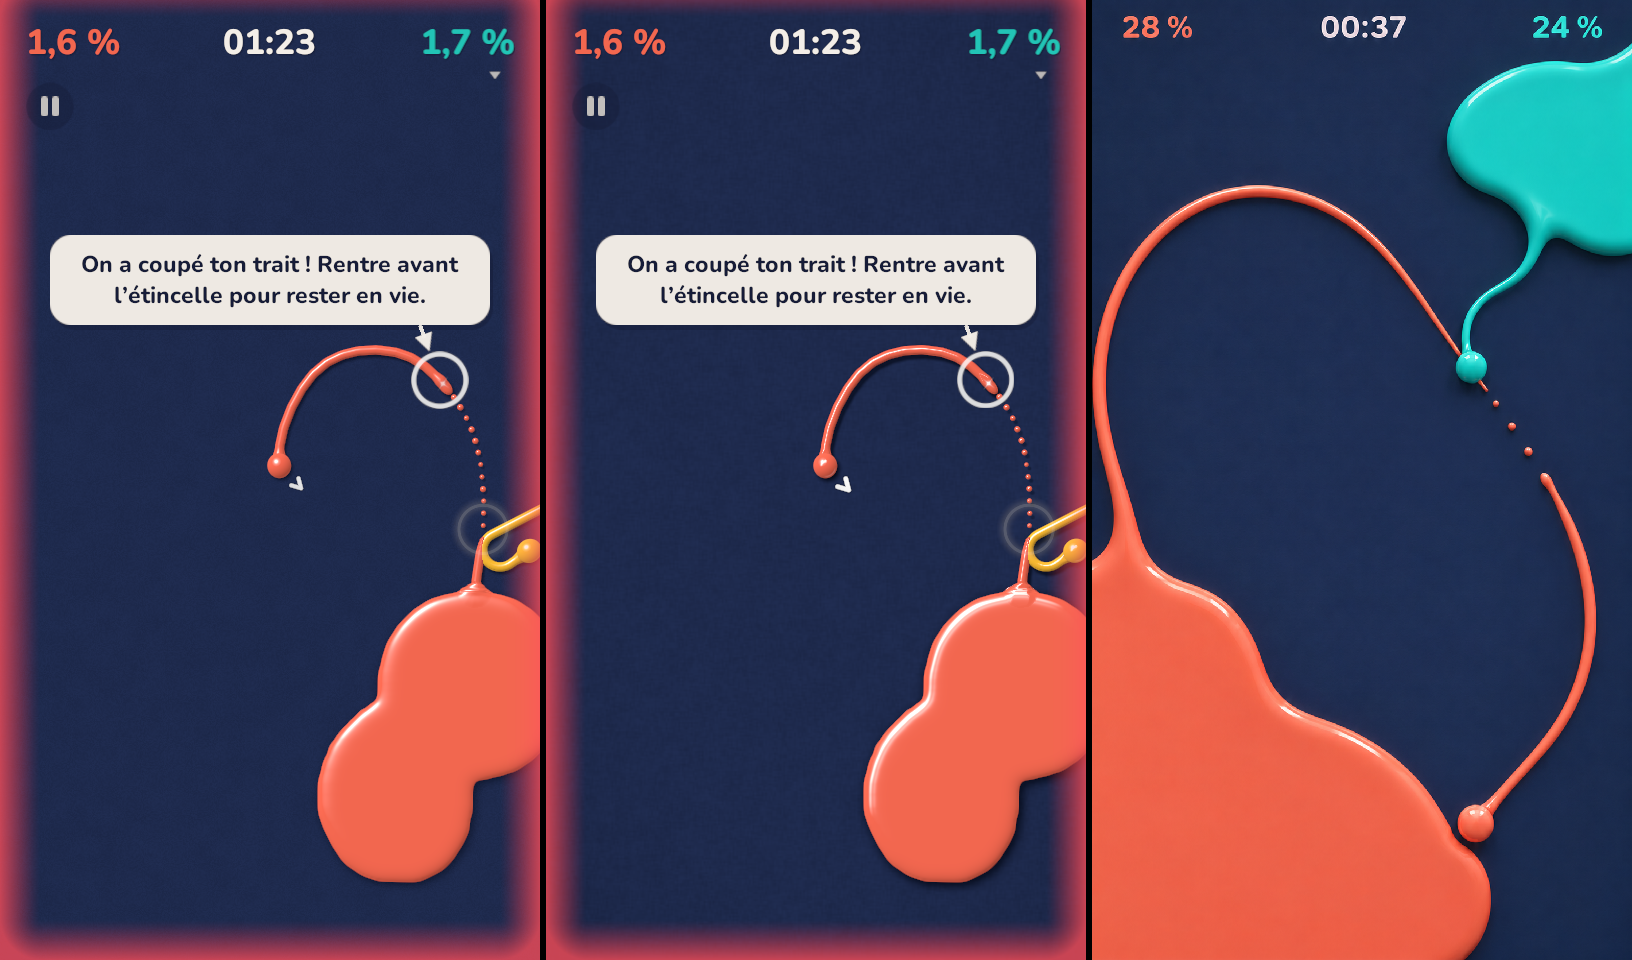 1,6 % 01:23 1,7 %
On a coupé ton trait ! Rentre avant
l’étincelle pour rester en vie.
1,6 % 01:23 1,7 %
On a coupé ton trait ! Rentre avant
l’étincelle pour rester en vie.
28 % 00:37 24 %